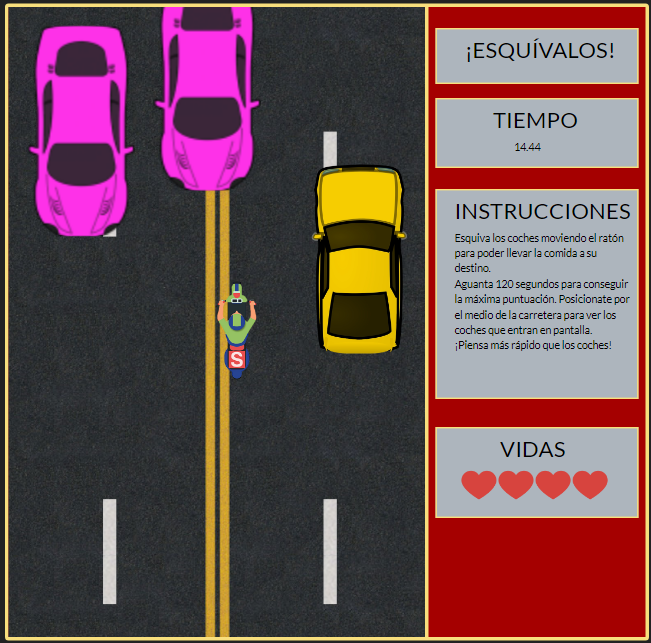 ¡ESQUÍVALOS!
TIEMPO
14.44
INSTRUCCIONES
Esquiva los coches moviendo el ratón
para poder llevar la comida a su
destino.
Aguanta 120 segundos para conseguir
la máxima puntuación. Posicionate por
el medio de la carretera para ver los
coches que entran en pantalla.
¡Piensa más rápido que los coches!
S
VIDAS